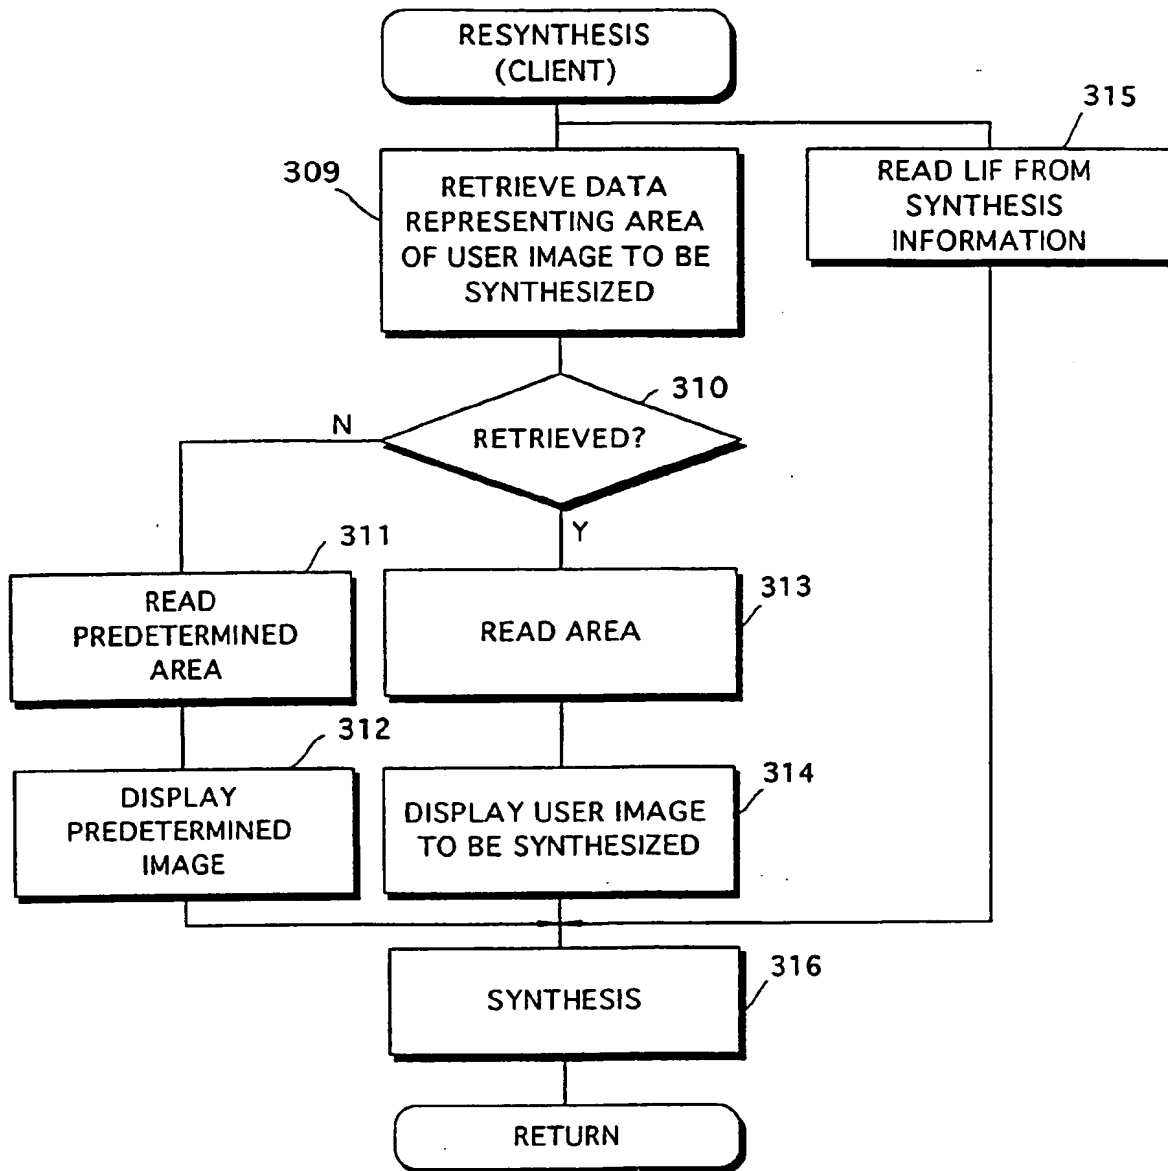 RESYNTHESIS
(CLIENT)
315
READ LIF FROM
SYNTHESIS
INFORMATION
309
RETRIEVE DATA
REPRESENTING AREA
OF USER IMAGE TO BE
SYNTHESIZED
310
RETRIEVED?
N
Y
311
READ
PREDETERMINED
AREA
313
READ AREA
312
DISPLAY
PREDETERMINED
IMAGE
314
DISPLAY USER IMAGE
TO BE SYNTHESIZED
316
SYNTHESIS
RETURN